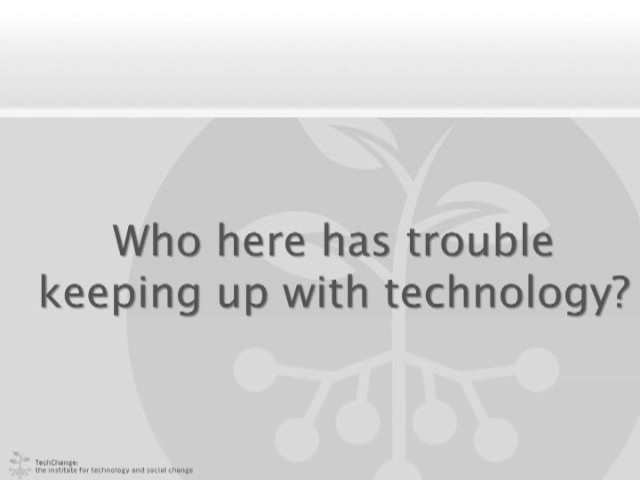 Who here has trouble
keeping up with technology?
TechChange:
the institute for technology and social change